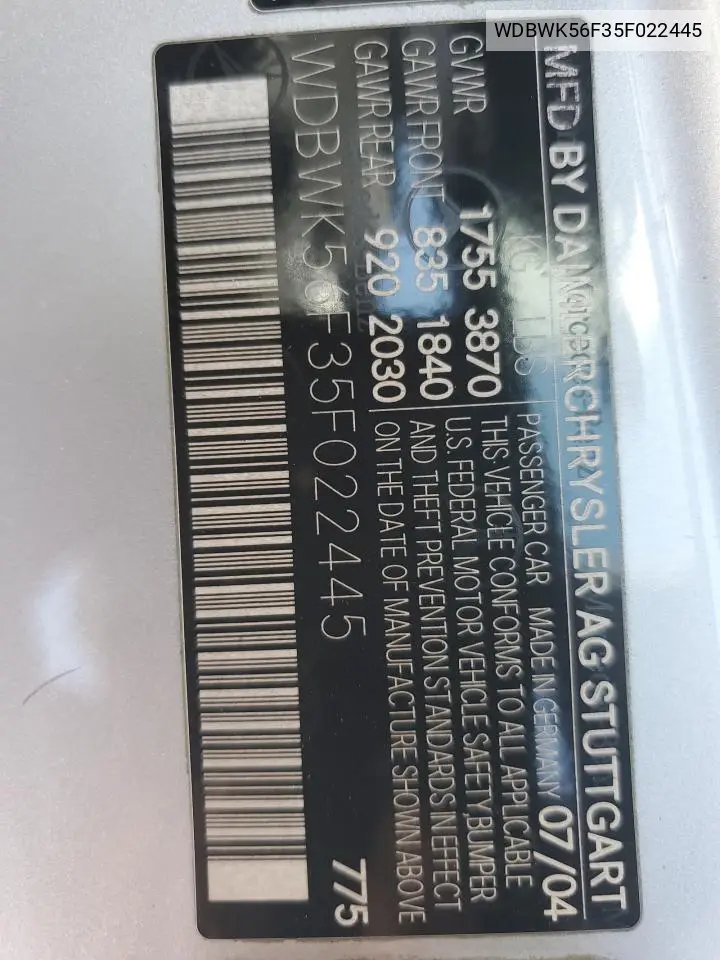 WDBWK56F35F022445
MFD BY DAIMLERCHRYSLER AG STUTTGART
KG LBS
PASSENGER CAR MADE IN GERMANY 07/04
GVWR 1755 3870
THIS VEHICLE CONFORMS TO ALL APPLICABLE
GAWR FRONT 835 1840
U.S. FEDERAL MOTOR VEHICLE SAFETY,BUMPER
GAWR REAR 920 2030
AND THEFT PREVENTION STANDARDS IN EFFECT
ON THE DATE OF MANUFACTURE SHOWN ABOVE
WDBWK56F35F022445
775